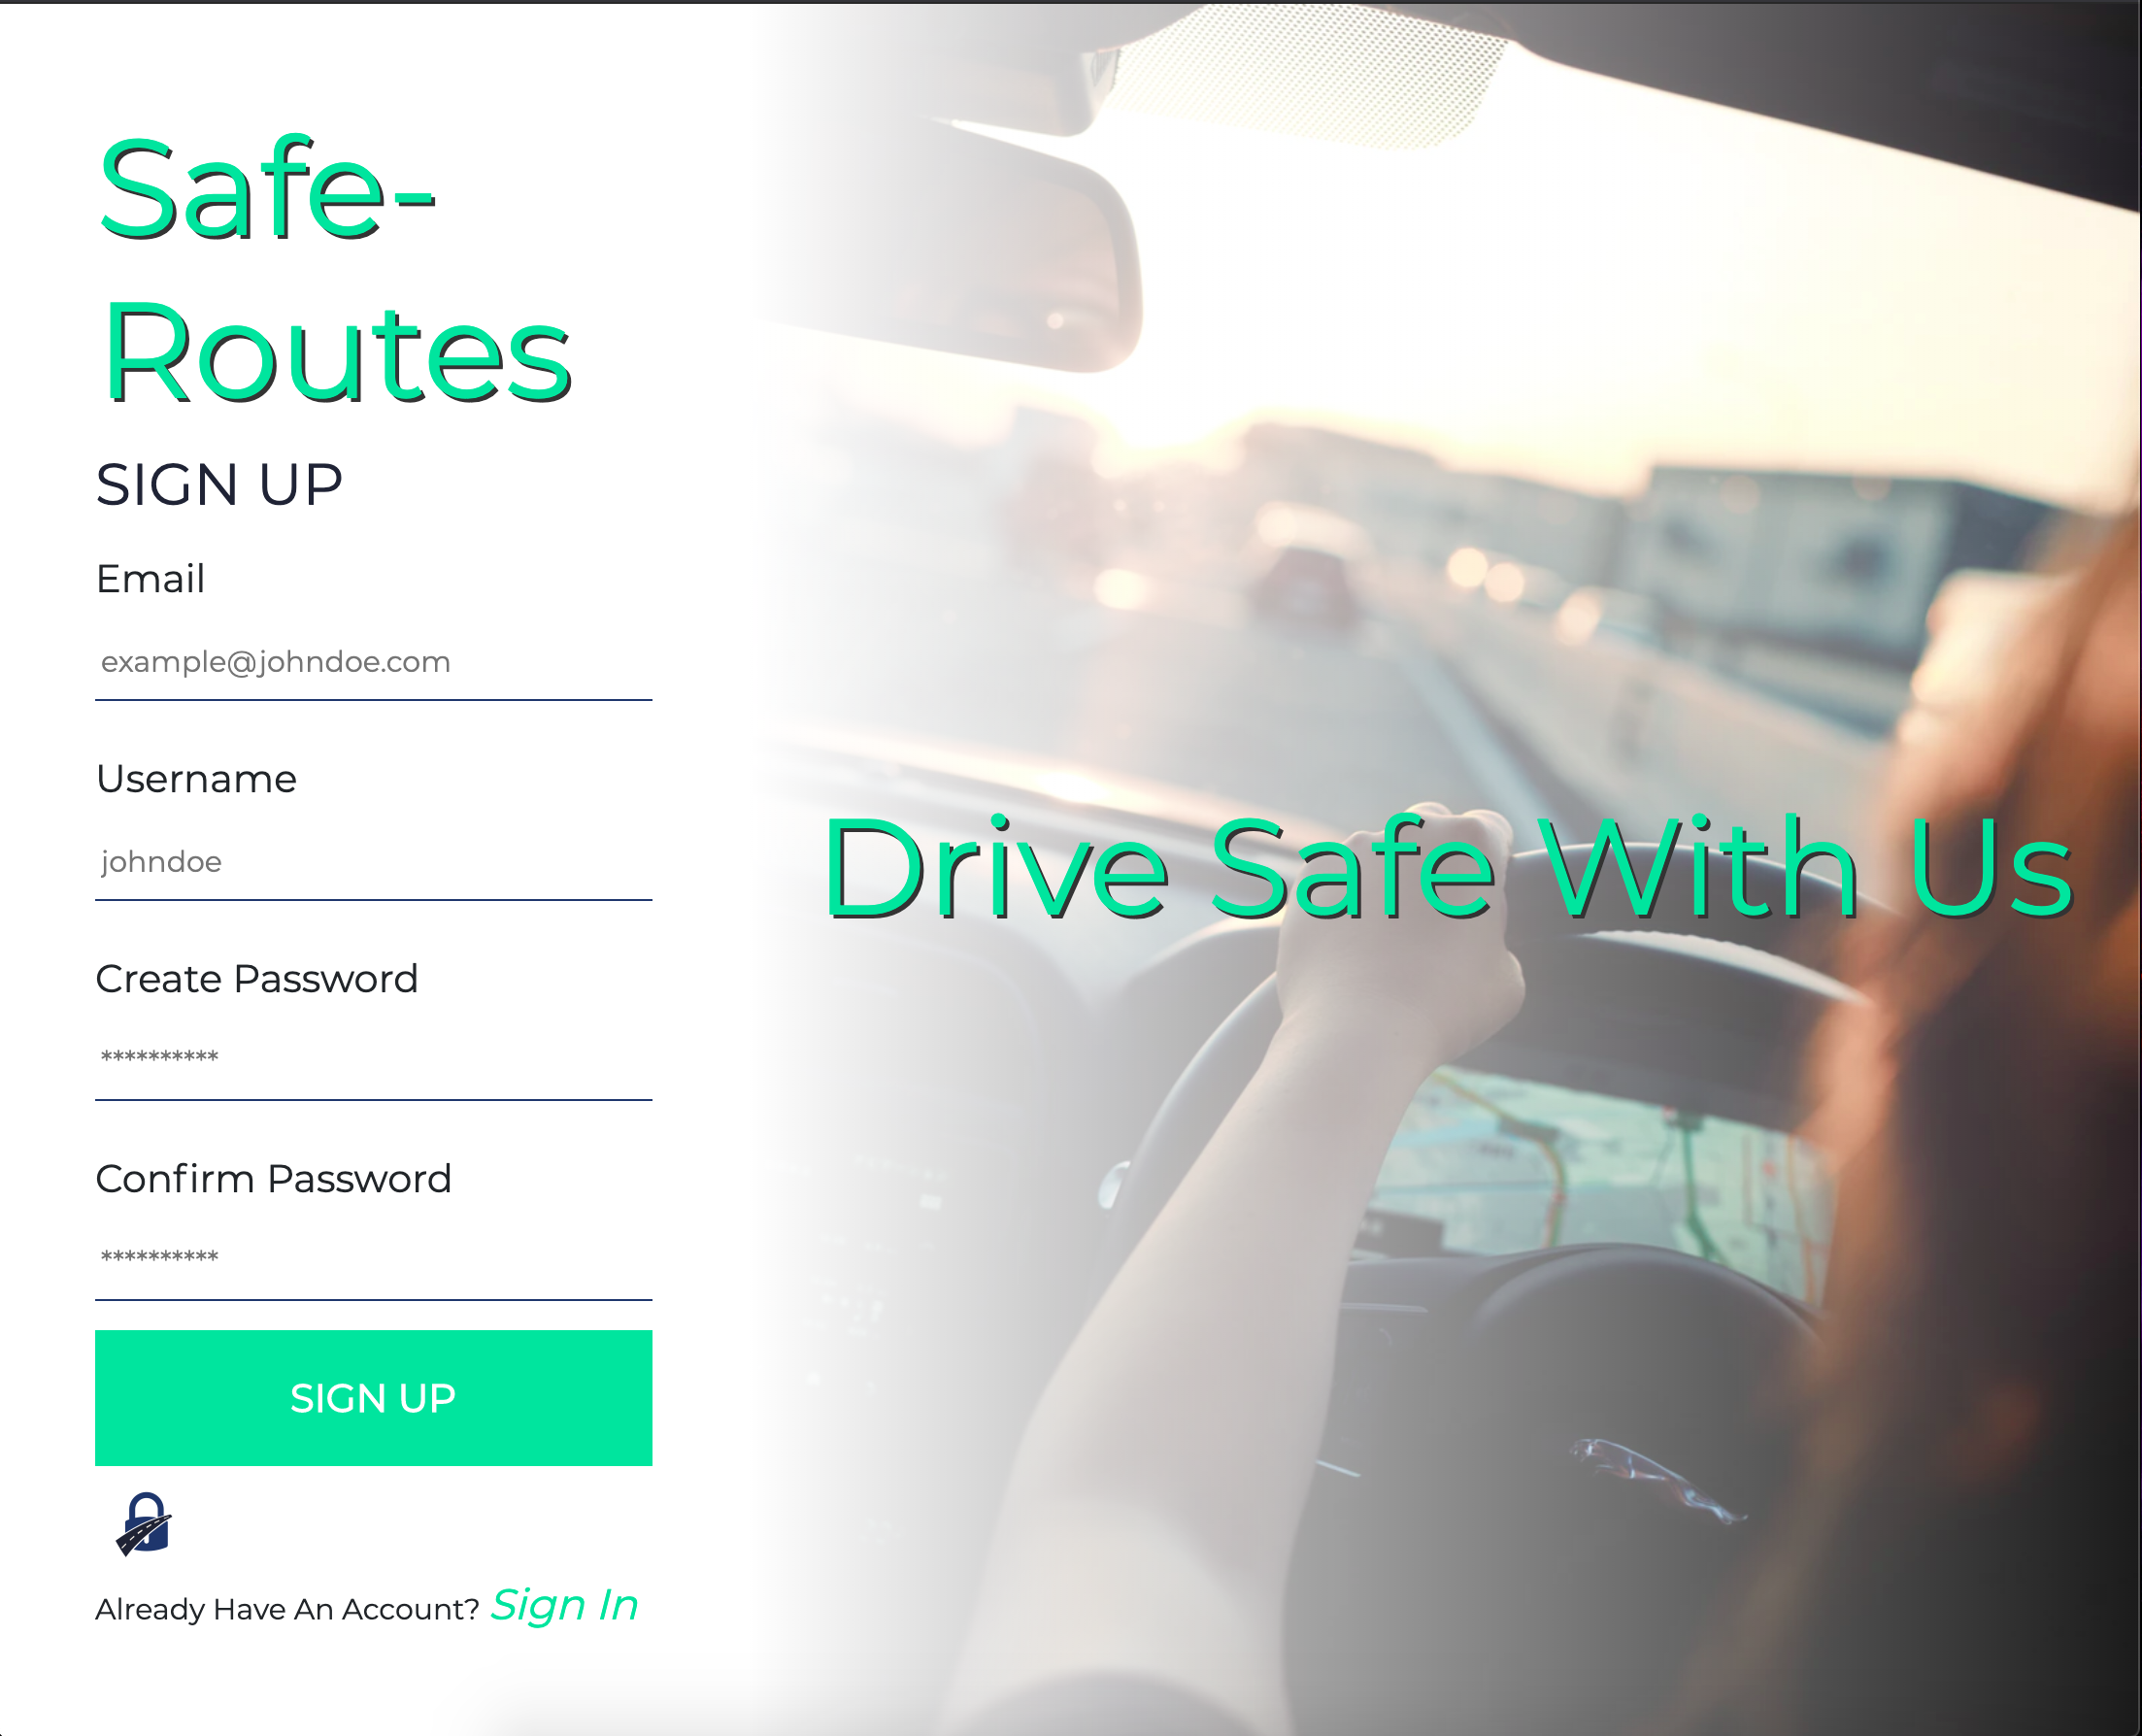 Safe-
Routes
SIGN UP
Email
example@johndoe.com
Username
johndoe
Create Password
**********
Confirm Password
**********
SIGN UP
Already Have An Account? Sign In
Drive Safe With Us